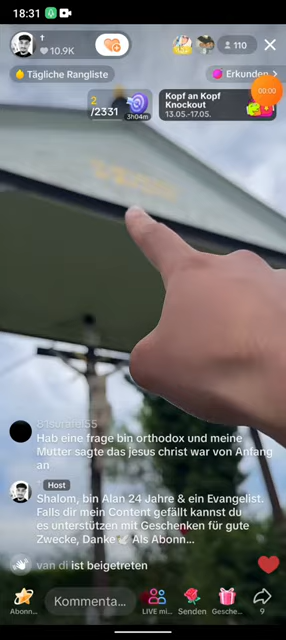 18:31
†
10.9K
110
Tägliche Rangliste
Erkunden
2
/2331
3h04m
Kopf an Kopf
Knockout
13.05.-17.05.
00:00
Hab eine frage bin orthodox und meine
Mutter sagte das jesus christ war von Anfang
an
† Host
Shalom, bin Alan 24 Jahre & ein Evangelist.
Falls dir mein Content gefällt kannst du
es unterstützen mit Geschenken für gute
Zwecke, Danke 🕊 Als Abonn...
van di ist beigetreten
Kommenta...
Abonn...
LIVE mi...
Senden
Gesche...
9